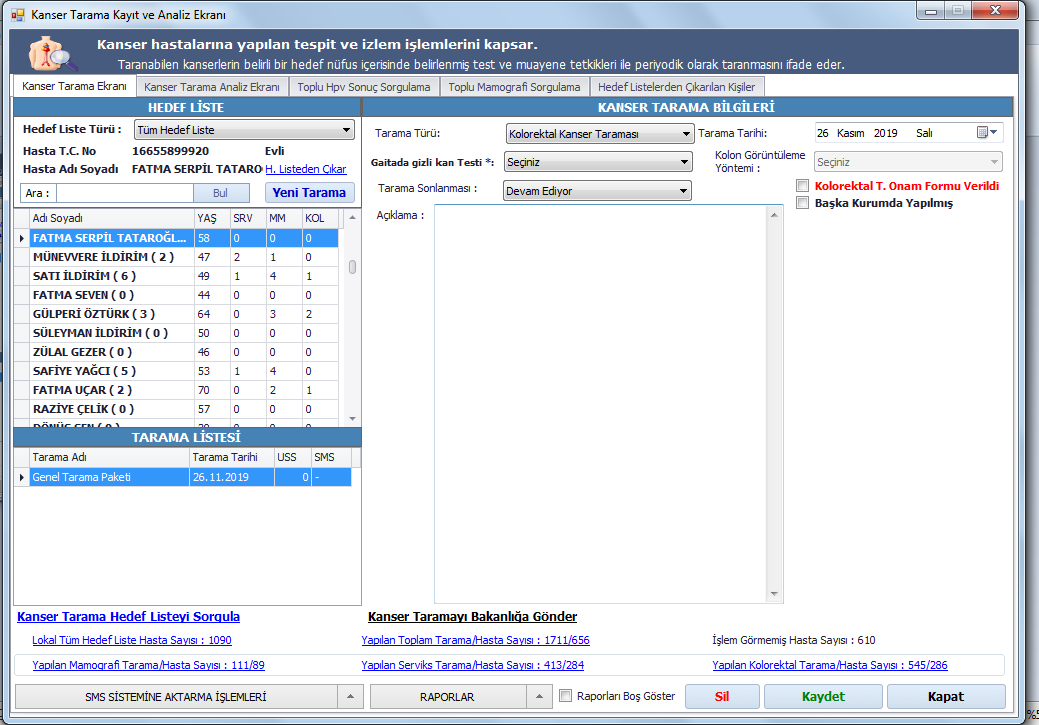 Kanser Tarama Kayıt ve Analiz Ekranı
Kanser hastalarına yapılan tespit ve izlem işlemlerini kapsar.
Taranabilen kanserlerin belirli bir hedef nüfus içerisinde belirlenmiş test ve muayene tetkikleri ile periyodik olarak taranmasını ifade eder.
Kanser Tarama Ekranı Kanser Tarama Analiz Ekranı Toplu Hpv Sonuç Sorgulama Toplu Mamografi Sorgulama Hedef Listelerden Çıkarılan Kişiler
HEDEF LİSTE
Hedef Liste Türü : Tüm Hedef Liste
Hasta T.C. No 16655899920 Evli
Hasta Adı Soyadı FATMA SERPİL TATARO H. Listeden Çıkar
Ara : Bul Yeni Tarama
Adı Soyadı YAŞ SRV MM KOL
FATMA SERPİL TATAROĞL... 58 0 0 0
MÜNEVVERE İLDİRİM ( 2 ) 47 2 1 0
SATI İLDİRİM ( 6 ) 49 1 4 1
FATMA SEVEN ( 0 ) 44 0 0 0
GÜLPERİ ÖZTÜRK ( 3 ) 64 0 3 2
SÜLEYMAN İLDİRİM ( 0 ) 50 0 0 0
ZÜLAL GEZER ( 0 ) 46 0 0 0
SAFİYE YAĞCI ( 5 ) 53 1 4 0
FATMA UÇAR ( 2 ) 70 0 2 1
RAZİYE ÇELİK ( 0 ) 57 0 0 0
TARAMA LİSTESİ
Tarama Adı Tarama Tarihi USS SMS
Genel Tarama Paketi 26.11.2019 0 -
KANSER TARAMA BİLGİLERİ
Tarama Türü: Kolorektal Kanser Taraması Tarama Tarihi: 26 Kasım 2019 Salı
Gaitada gizli kan Testi *: Seçiniz Kolon Görüntüleme Yöntemi : Seçiniz
Tarama Sonlanması : Devam Ediyor Kolorektal T. Onam Formu Verildi
Başka Kurumda Yapılmış
Açıklama :
Kanser Tarama Hedef Listeyi Sorgula Kanser Taramayı Bakanlığa Gönder
Lokal Tüm Hedef Liste Hasta Sayısı : 1090 Yapılan Toplam Tarama/Hasta Sayısı : 1711/656 İşlem Görmemiş Hasta Sayısı : 610
Yapılan Mamografi Tarama/Hasta Sayısı : 111/89 Yapılan Serviks Tarama/Hasta Sayısı : 413/284 Yapılan Kolorektal Tarama/Hasta Sayısı : 545/286
SMS SİSTEMİNE AKTARMA İŞLEMLERİ RAPORLAR Raporları Boş Göster Sil Kaydet Kapat